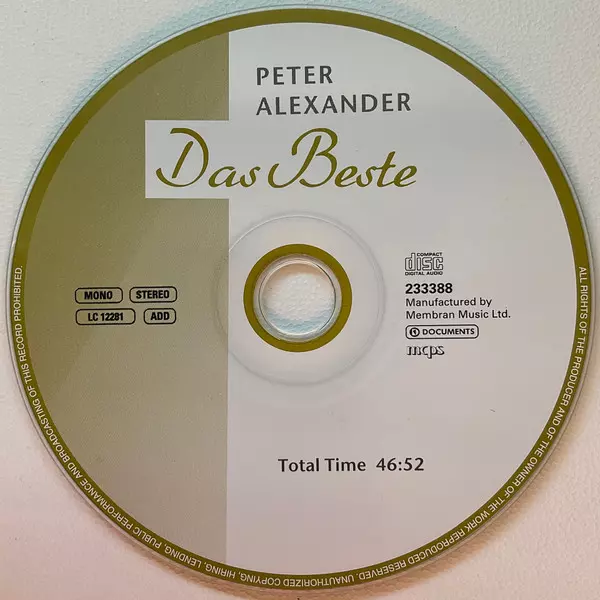 PETER
ALEXANDER
Das Beste
MONO STEREO
LC 12281 ADD
COMPACT
disc
DIGITAL AUDIO
233388
Manufactured by
Membran Music Ltd.
DOCUMENTS
mcps
Total Time 46:52
ALL RIGHTS OF THE PRODUCER AND OF THE OWNER OF THE WORK REPRODUCED RESERVED. UNAUTHORIZED COPYING, HIRING, LENDING, PUBLIC PERFORMANCE AND BROADCASTING OF THIS RECORD PROHIBITED.